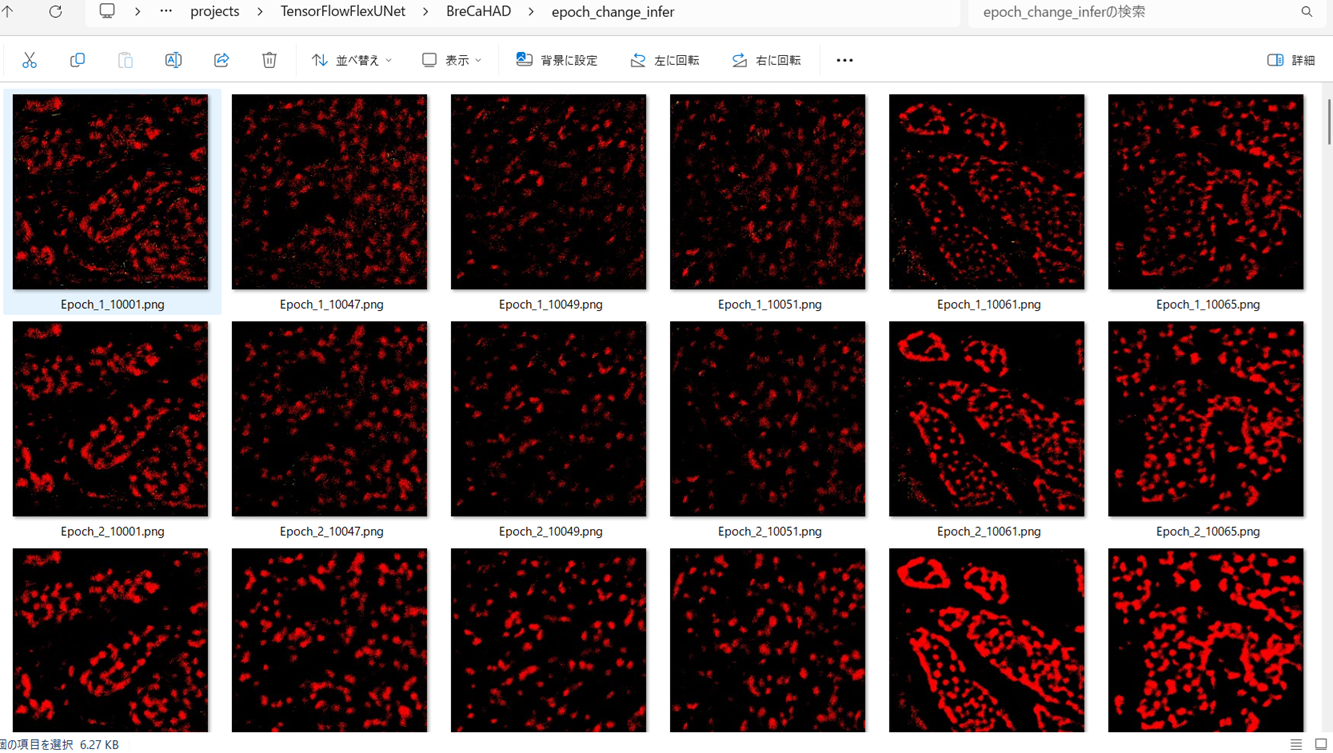 projects > TensorFlowFlexUNet > BreCaHAD > epoch_change_infer epoch_change_inferの検索
並べ替え 表示 背景に設定 左に回転 右に回転 詳細
Epoch_1_10001.png Epoch_1_10047.png Epoch_1_10049.png Epoch_1_10051.png Epoch_1_10061.png Epoch_1_10065.png
Epoch_2_10001.png Epoch_2_10047.png Epoch_2_10049.png Epoch_2_10051.png Epoch_2_10061.png Epoch_2_10065.png
個の項目を選択 6.27 KB